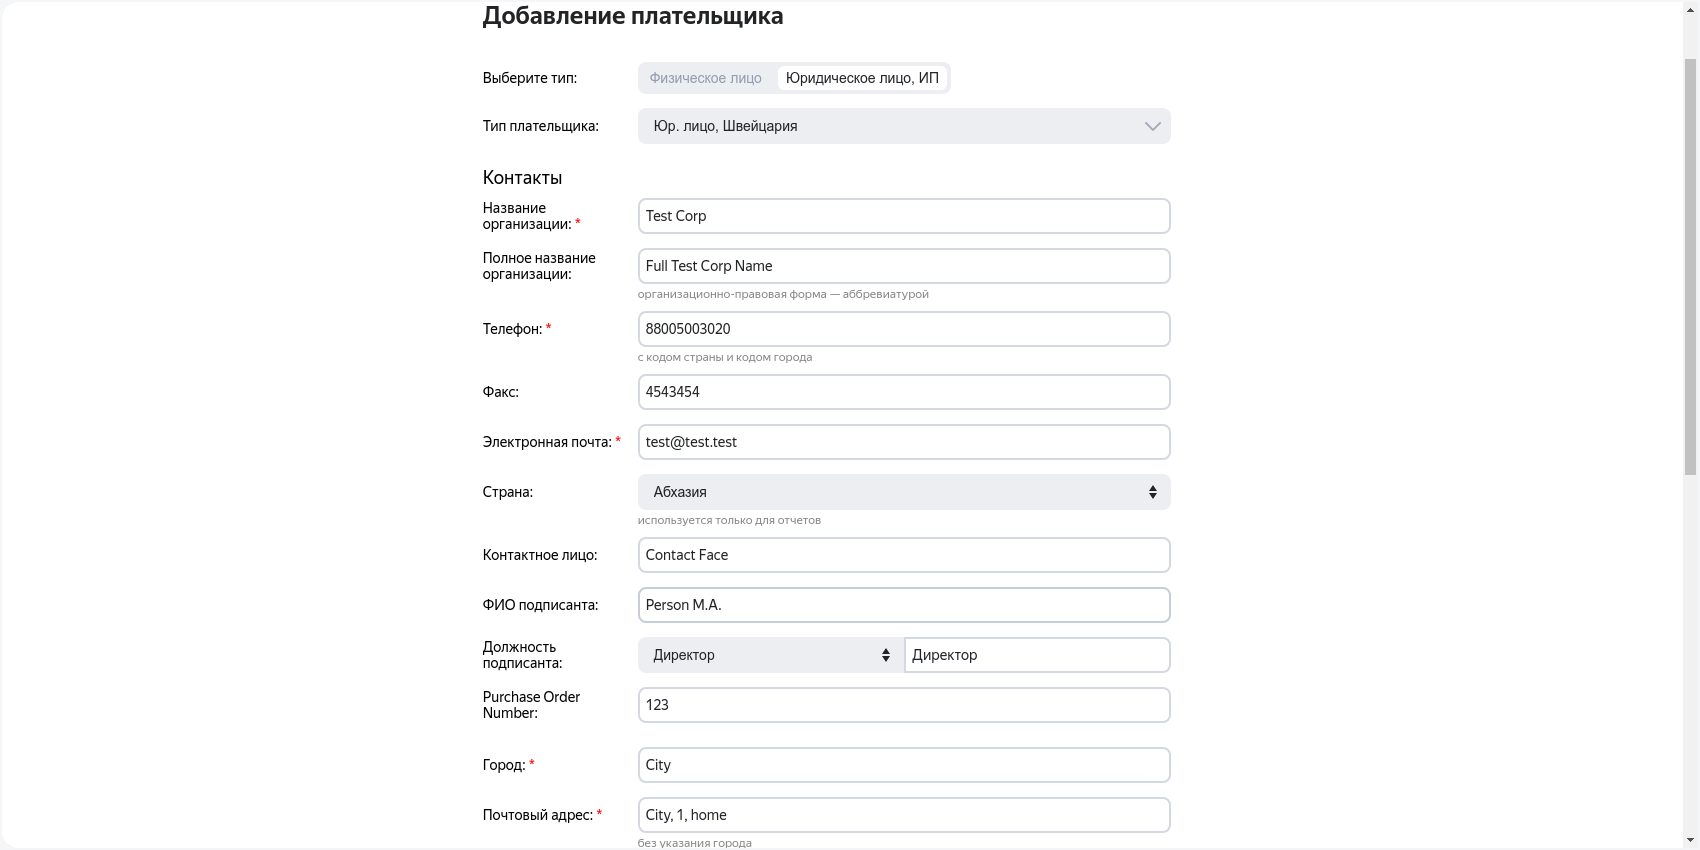 Добавление плательщика
Выберите тип:
Физическое лицо
Юридическое лицо, ИП
Тип плательщика:
Юр. лицо, Швейцария
Контакты
Название
организации: *
Test Corp
Полное название
организации:
Full Test Corp Name
организационно-правовая форма — аббревиатурой
Телефон: *
88005003020
с кодом страны и кодом города
Факс:
4543454
Электронная почта: *
test@test.test
Страна:
Абхазия
используется только для отчетов
Контактное лицо:
Contact Face
ФИО подписанта:
Person M.A.
Должность
подписанта:
Директор
Директор
Purchase Order
Number:
123
Город: *
City
Почтовый адрес: *
City, 1, home
без указания города